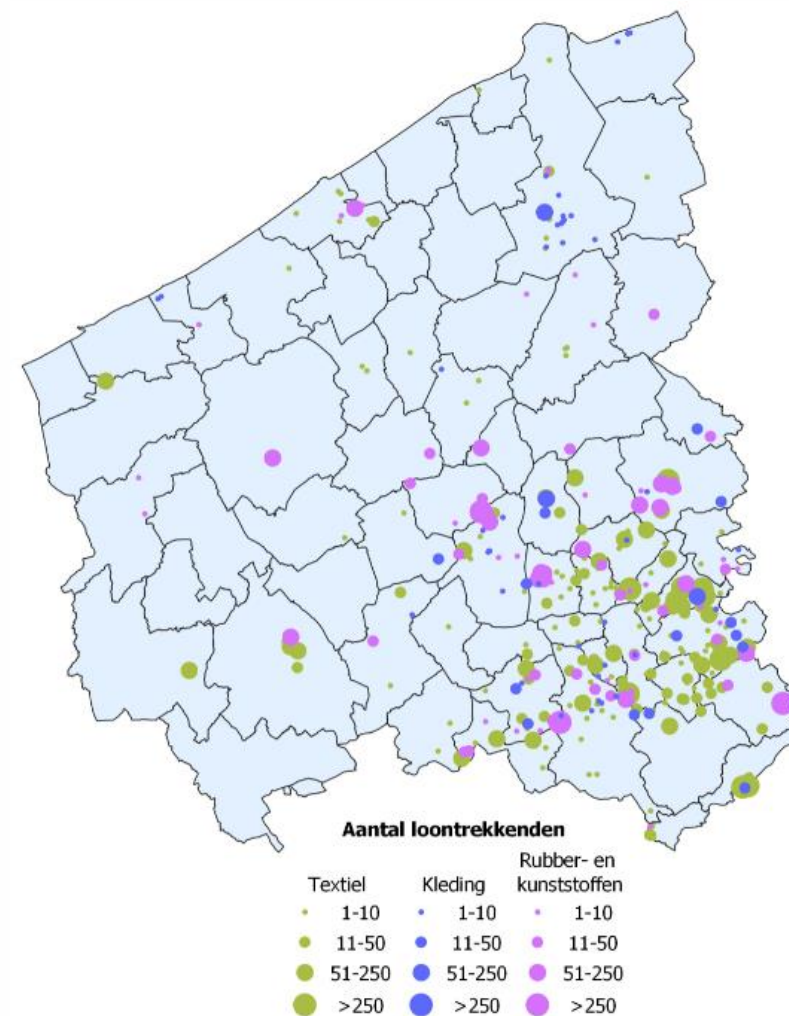 Aantal loontrekkenden
Textiel Kleding Rubber- en kunststoffen
1-10 1-10 1-10
11-50 11-50 11-50
51-250 51-250 51-250
>250 >250 >250